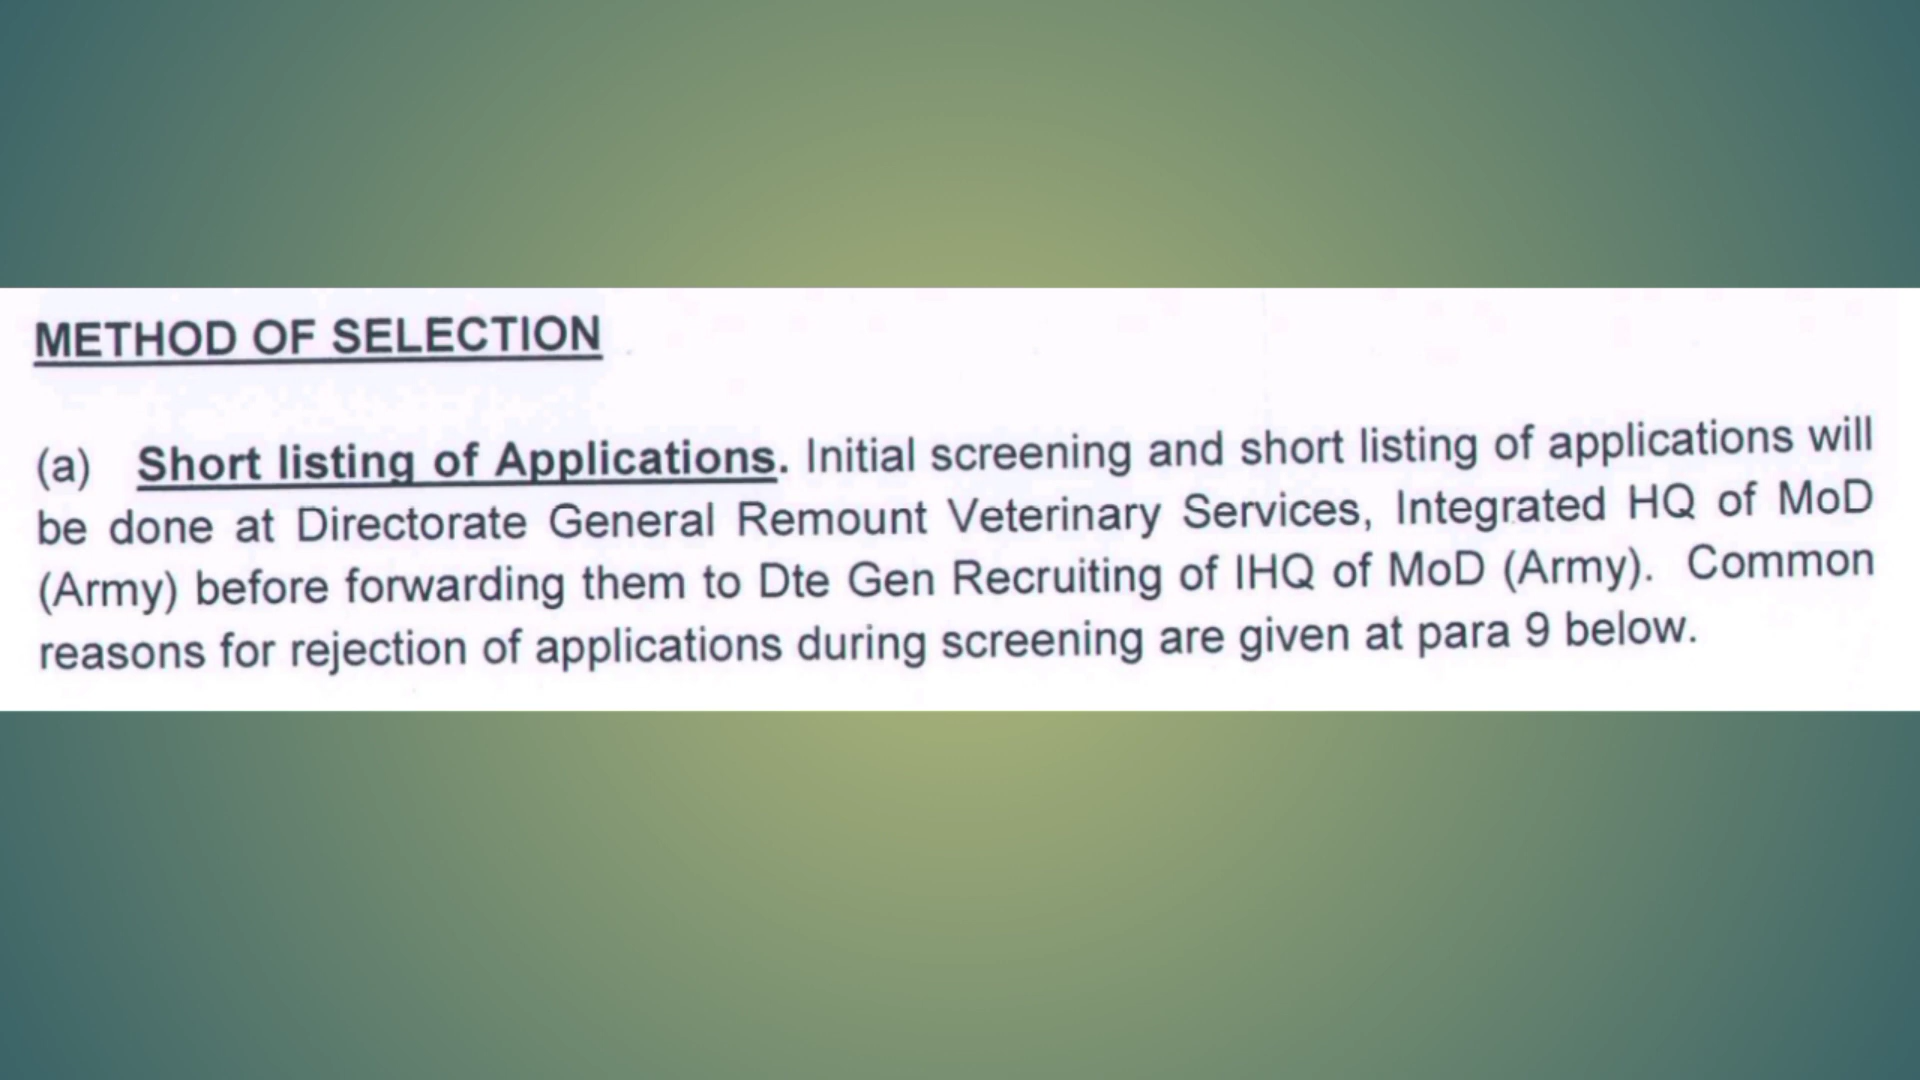 METHOD OF SELECTION
(a) Short listing of Applications. Initial screening and short listing of applications will
be done at Directorate General Remount Veterinary Services, Integrated HQ of MoD
(Army) before forwarding them to Dte Gen Recruiting of IHQ of MoD (Army). Common
reasons for rejection of applications during screening are given at para 9 below.